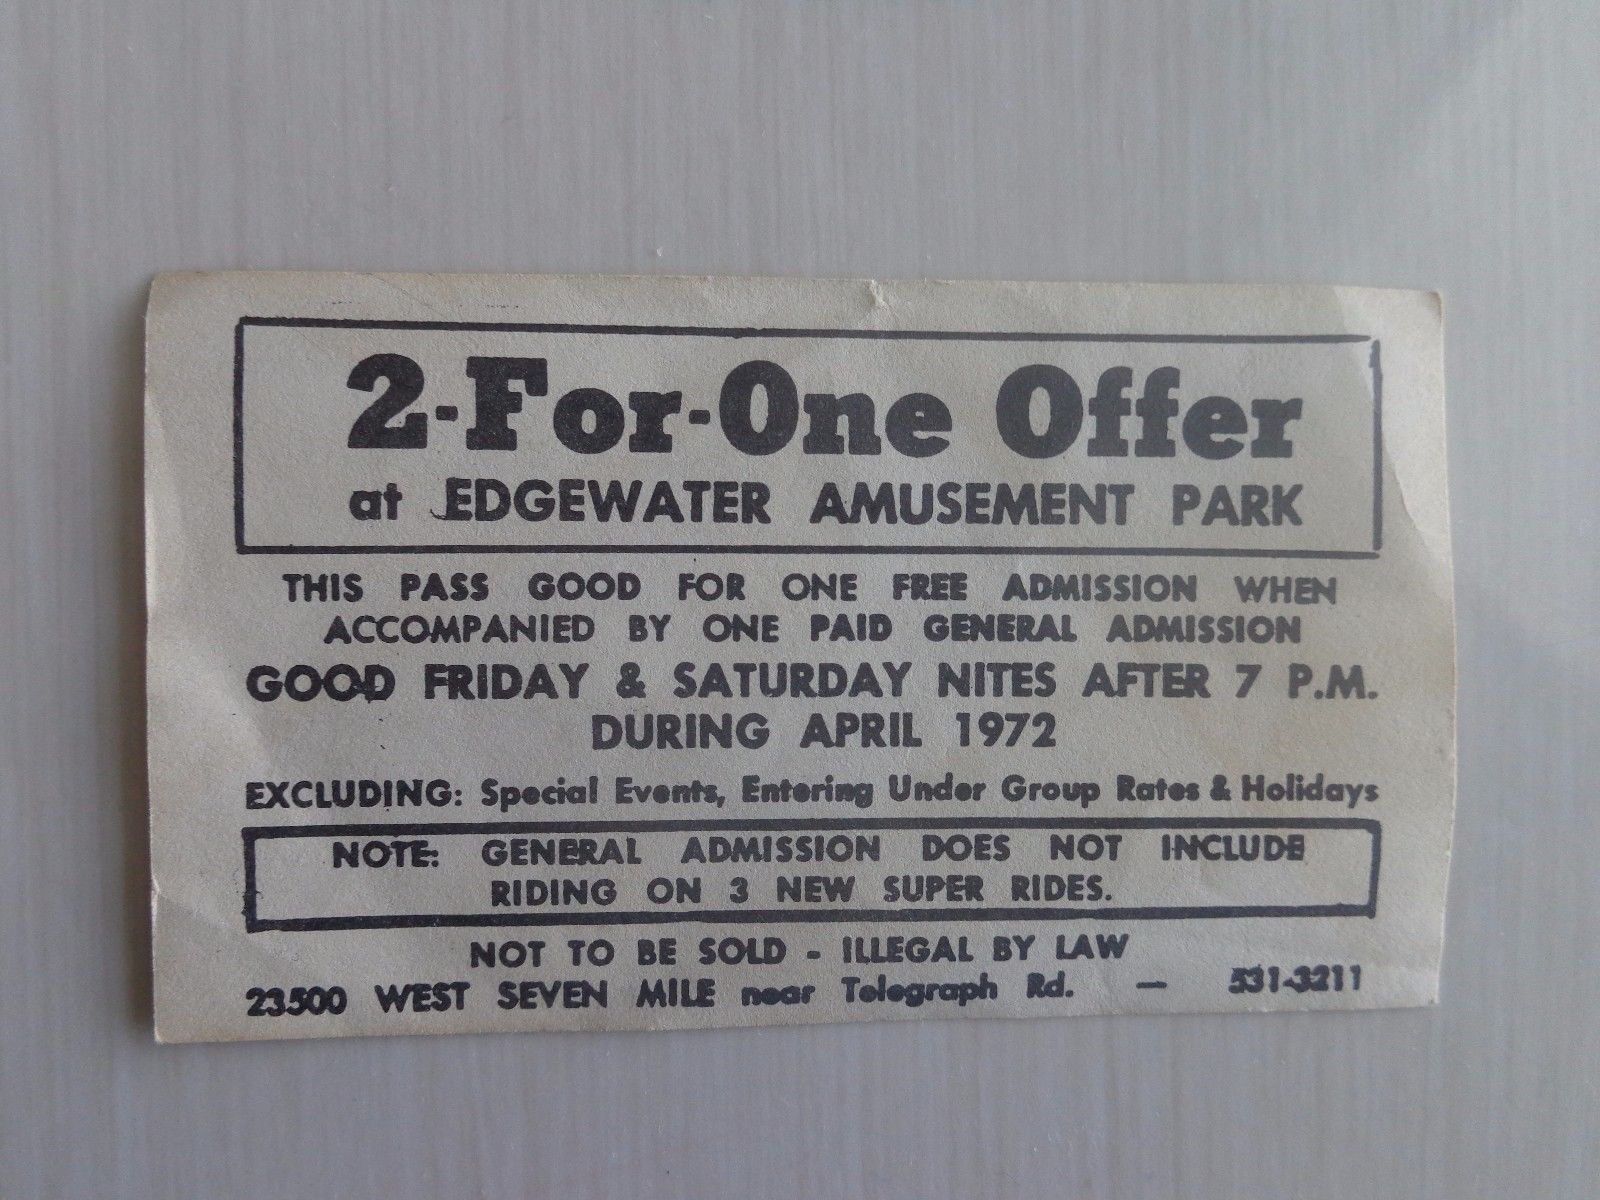 2-For-One Offer
at EDGEWATER AMUSEMENT PARK
THIS PASS GOOD FOR ONE FREE ADMISSION WHEN
ACCOMPANIED BY ONE PAID GENERAL ADMISSION
GOOD FRIDAY & SATURDAY NITES AFTER 7 P.M.
DURING APRIL 1972
EXCLUDING: Special Events, Entering Under Group Rates & Holidays
NOTE: GENERAL ADMISSION DOES NOT INCLUDE
RIDING ON 3 NEW SUPER RIDES.
NOT TO BE SOLD - ILLEGAL BY LAW
23500 WEST SEVEN MILE near Telegraph Rd. — 531-3211